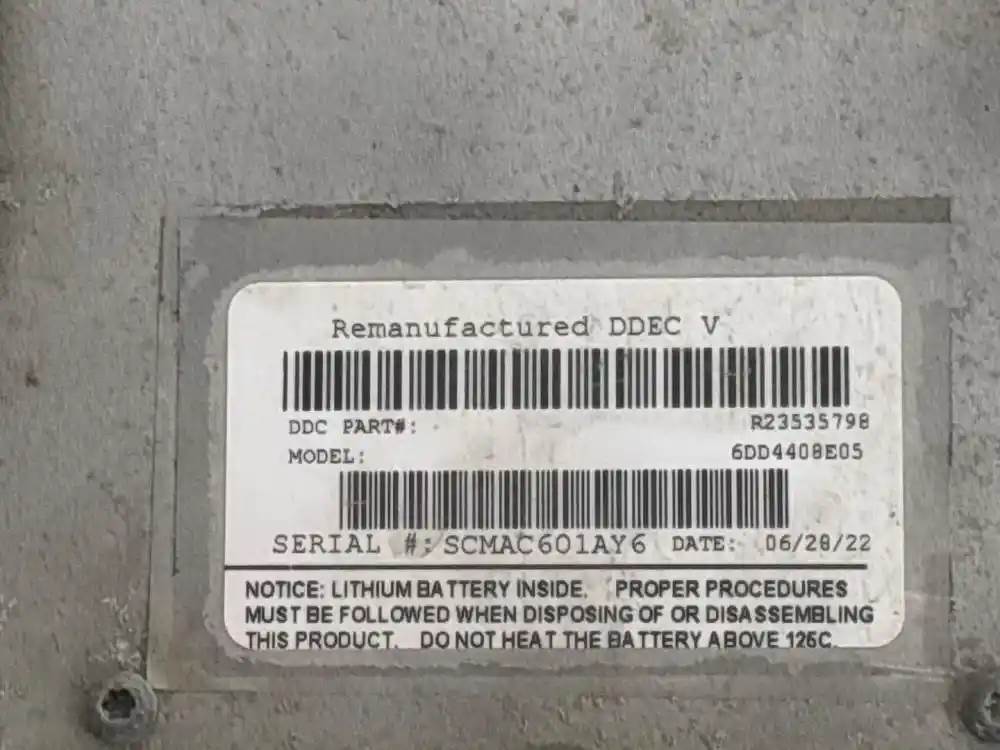 Remanufactured DDEC V
DDC PART#: R23535798
MODEL: 6DD4408E05
SERIAL #: SCMAC601AY6 DATE: 06/28/22
NOTICE: LITHIUM BATTERY INSIDE. PROPER PROCEDURES
MUST BE FOLLOWED WHEN DISPOSING OF OR DISASSEMBLING
THIS PRODUCT. DO NOT HEAT THE BATTERY ABOVE 125C.